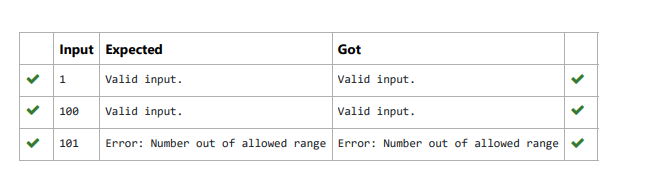 Input Expected Got
1 Valid input. Valid input.
100 Valid input. Valid input.
101 Error: Number out of allowed range Error: Number out of allowed range